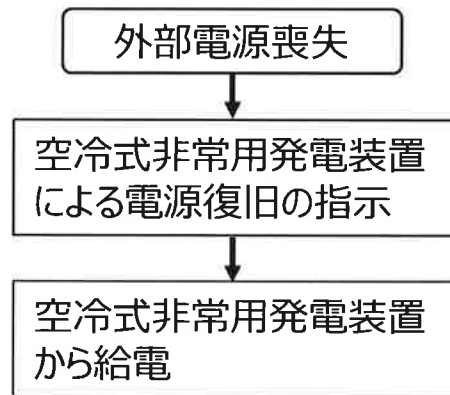 外部電源喪失
空冷式非常用発電装置
による電源復旧の指示
空冷式非常用発電装置
から給電